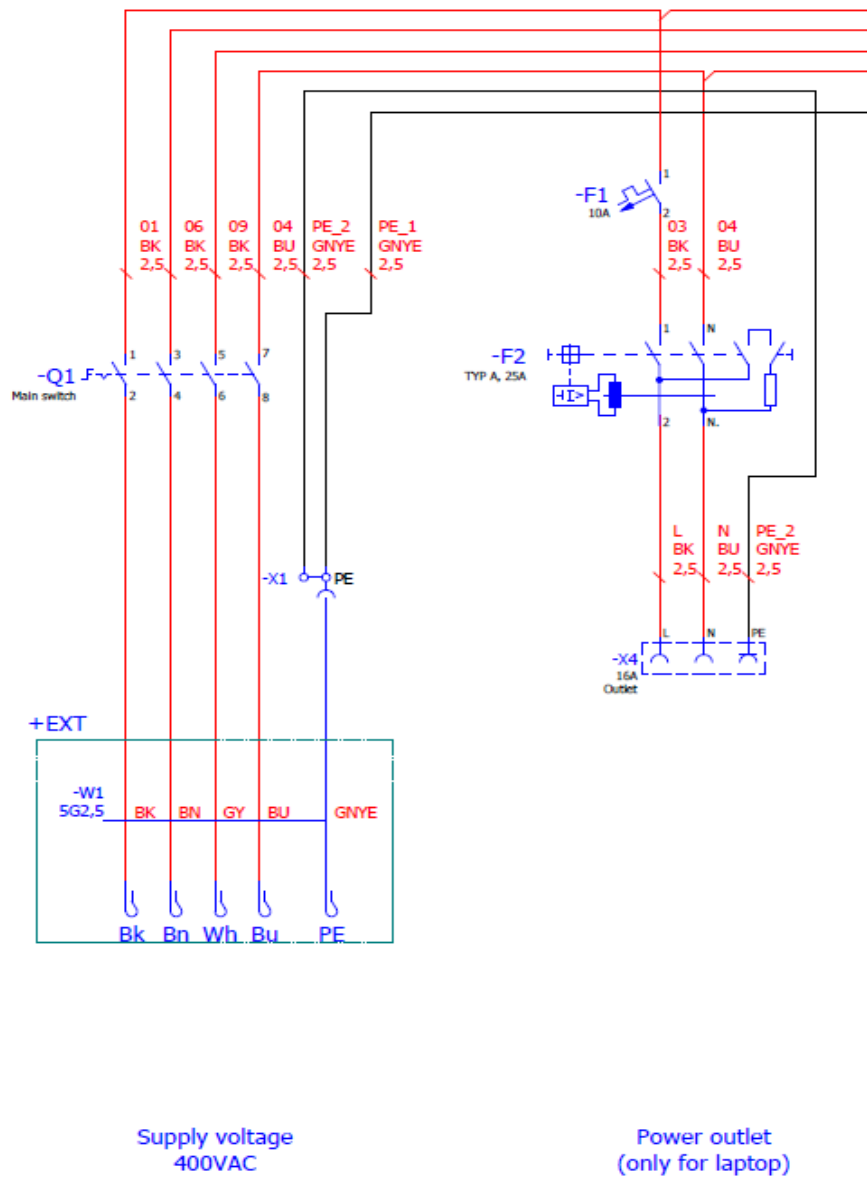 -F1
10A
1
2
01
BK
2,5
06
BK
2,5
09
BK
2,5
04
BU
2,5
PE_2
GNYE
2,5
PE_1
GNYE
2,5
03
BK
2,5
04
BU
2,5
-Q1
Main switch
1
3
5
7
2
4
6
8
-F2
TYP A, 25A
1
N
I>
2
N.
-X1
PE
L
BK
2,5
N
BU
2,5
PE_2
GNYE
2,5
L
N
PE
-X4
16A
Outlet
+EXT
-W1
5G2,5
BK
BN
GY
BU
GNYE
Bk
Bn
Wh
Bu
PE
Supply voltage
400VAC
Power outlet
(only for laptop)